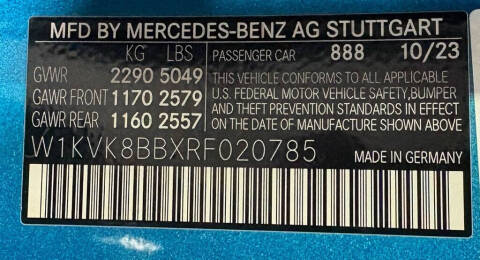 MFD BY MERCEDES-BENZ AG STUTTGART
KG LBS PASSENGER CAR 888 10/23
GVWR 2290 5049 THIS VEHICLE CONFORMS TO ALL APPLICABLE
GAWR FRONT 1170 2579 U.S. FEDERAL MOTOR VEHICLE SAFETY,BUMPER
AND THEFT PREVENTION STANDARDS IN EFFECT
GAWR REAR 1160 2557 ON THE DATE OF MANUFACTURE SHOWN ABOVE
W1KVK8BBXRF020785 MADE IN GERMANY